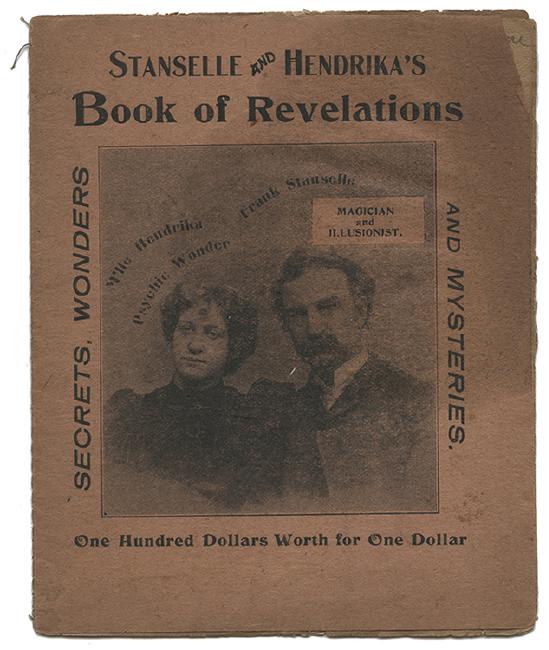 STANSELLE AND HENDRIKA'S
Book of Revelations
SECRETS, WONDERS
AND MYSTERIES.
Mlle Hendrika
Psychic Wonder
Frank Stanselle
MAGICIAN
and
ILLUSIONIST.
One Hundred Dollars Worth for One Dollar